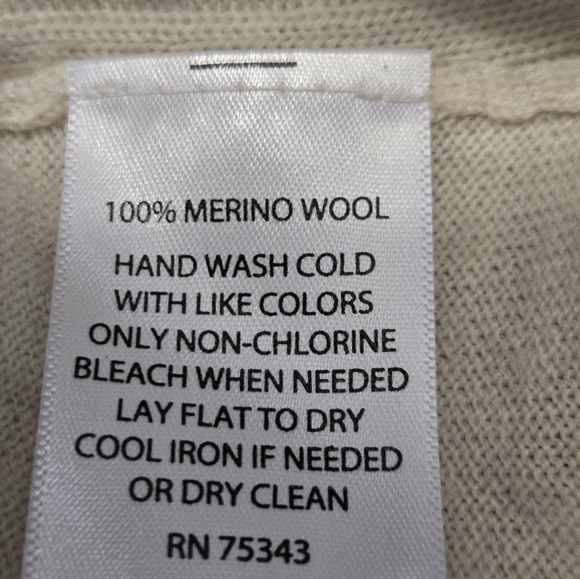 100% MERINO WOOL
HAND WASH COLD
WITH LIKE COLORS
ONLY NON-CHLORINE
BLEACH WHEN NEEDED
LAY FLAT TO DRY
COOL IRON IF NEEDED
OR DRY CLEAN
RN 75343